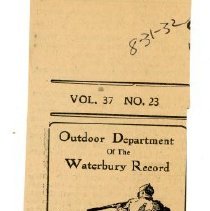 8-31-32
VOL. 37 NO. 23
Outdoor Department
Of The
Waterbury Record